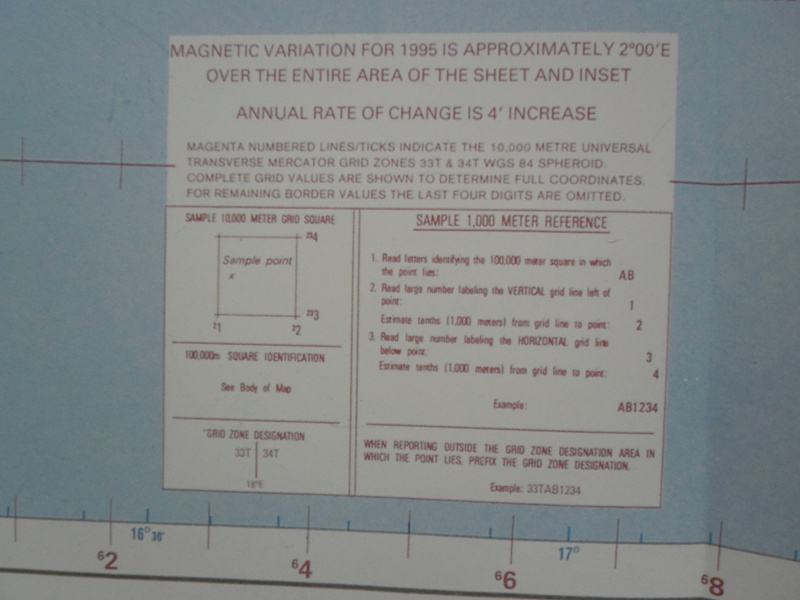 MAGNETIC VARIATION FOR 1995 IS APPROXIMATELY 2°00'E
OVER THE ENTIRE AREA OF THE SHEET AND INSET
ANNUAL RATE OF CHANGE IS 4' INCREASE
MAGENTA NUMBERED LINES/TICKS INDICATE THE 10,000 METRE UNIVERSAL
TRANSVERSE MERCATOR GRID ZONES 33T & 34T WGS 84 SPHEROID.
COMPLETE GRID VALUES ARE SHOWN TO DETERMINE FULL COORDINATES.
FOR REMAINING BORDER VALUES THE LAST FOUR DIGITS ARE OMITTED.
SAMPLE 10,000 METER GRID SQUARE
4
Sample point
x
3
1
2
100,000m SQUARE IDENTIFICATION
See Body of Map
GRID ZONE DESIGNATION
33T 34T
18°E
SAMPLE 1,000 METER REFERENCE
1. Read letters identifying the 100,000 meter square in which
the point lies: AB
2. Read large number labeling the VERTICAL grid line left of
point: 1
Estimate tenths (1,000 meters) from grid line to point: 2
3. Read large number labeling the HORIZONTAL grid line
below point: 3
Estimate tenths (1,000 meters) from grid line to point: 4
Example: AB1234
WHEN REPORTING OUTSIDE THE GRID ZONE DESIGNATION AREA IN
WHICH THE POINT LIES, PREFIX THE GRID ZONE DESIGNATION.
Example: 33TAB1234
16°30' 17°
⁶2 ⁶4 ⁶6 ⁶8